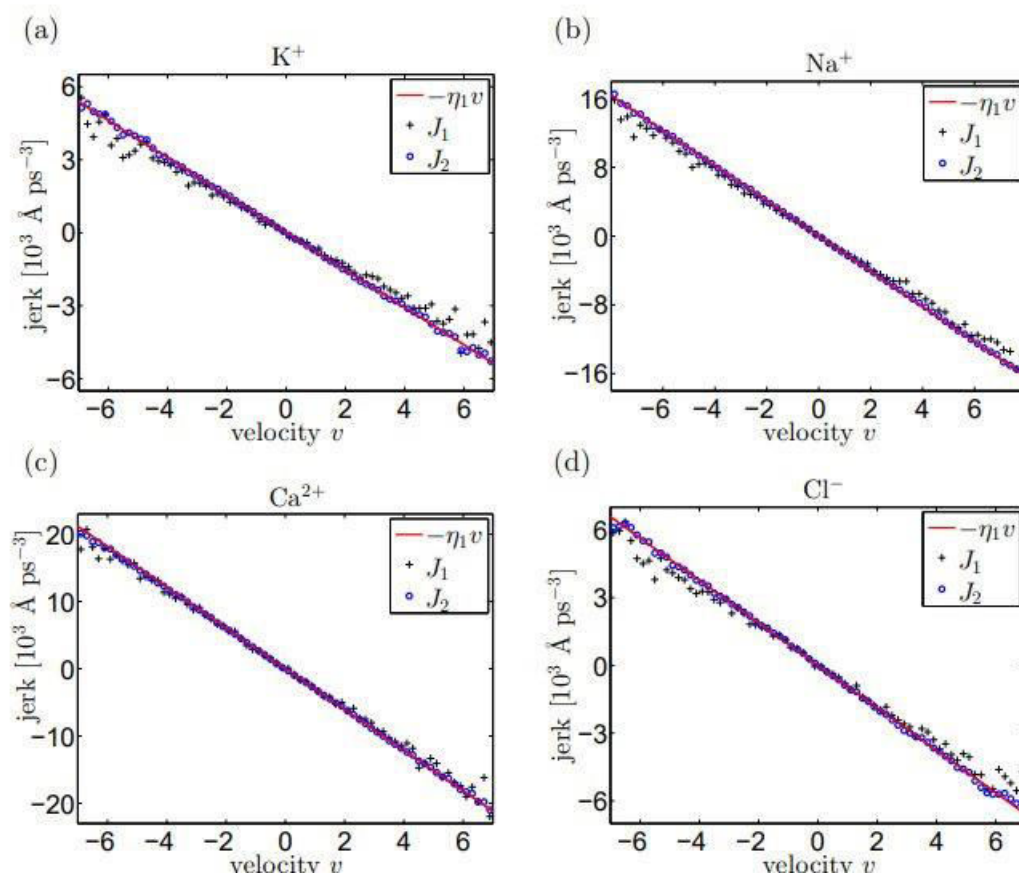 (a)
K⁺
jerk [10³ Å ps⁻³]
6
3
0
−3
−6
−6 −4 −2 0 2 4 6
velocity v
−η₁v
J₁
J₂
(b)
Na⁺
jerk [10³ Å ps⁻³]
16
8
0
−8
−16
−6 −4 −2 0 2 4 6
velocity v
−η₁v
J₁
J₂
(c)
Ca²⁺
jerk [10³ Å ps⁻³]
20
10
0
−10
−20
−6 −4 −2 0 2 4 6
velocity v
−η₁v
J₁
J₂
(d)
Cl⁻
jerk [10³ Å ps⁻³]
6
3
0
−3
−6
−6 −4 −2 0 2 4 6
velocity v
−η₁v
J₁
J₂